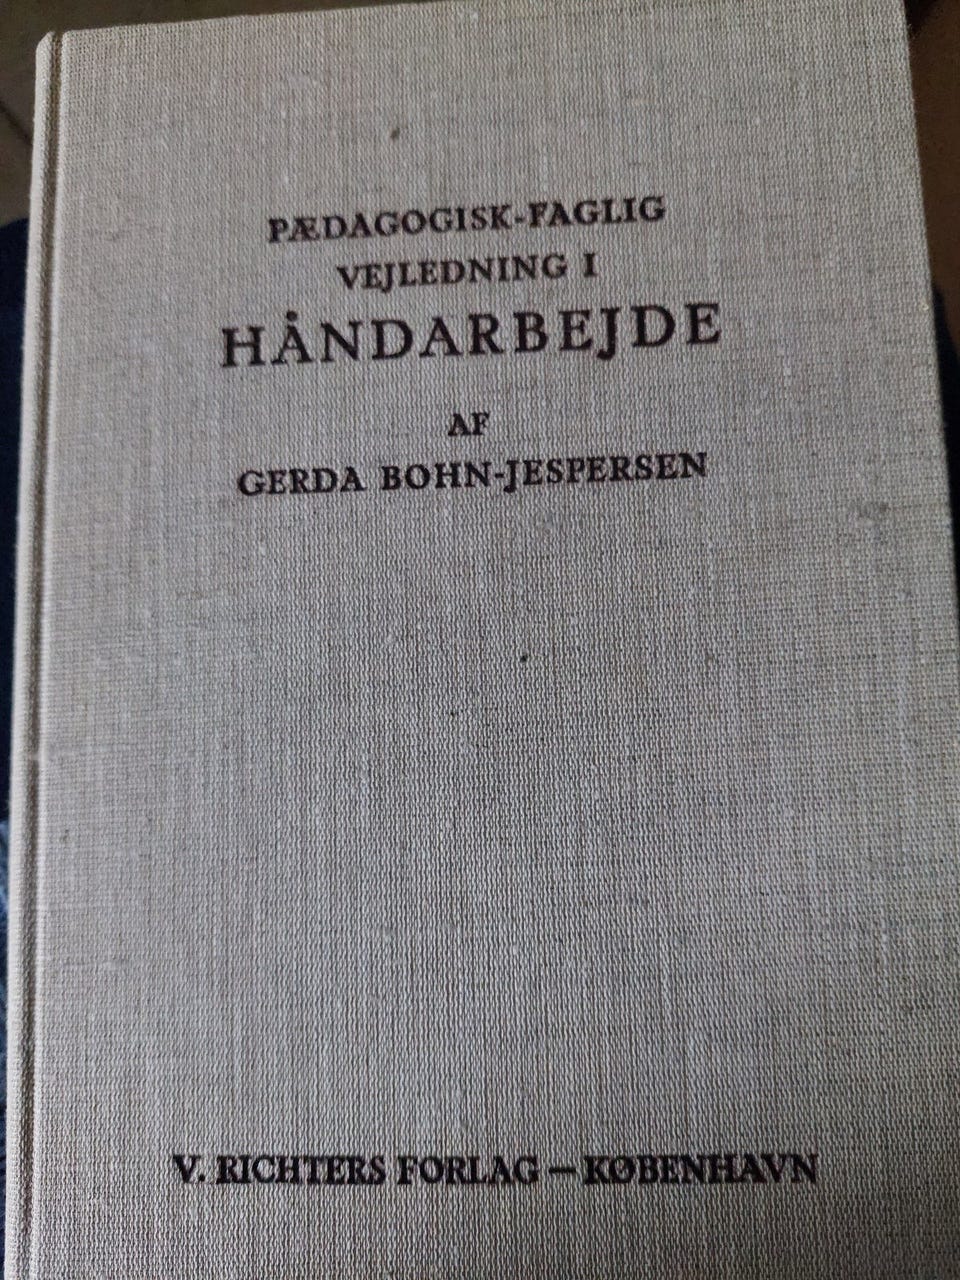 PÆDAGOGISK-FAGLIG
VEJLEDNING I
HÅNDARBEJDE
AF
GERDA BOHN-JESPERSEN
V. RICHTERS FORLAG – KØBENHAVN